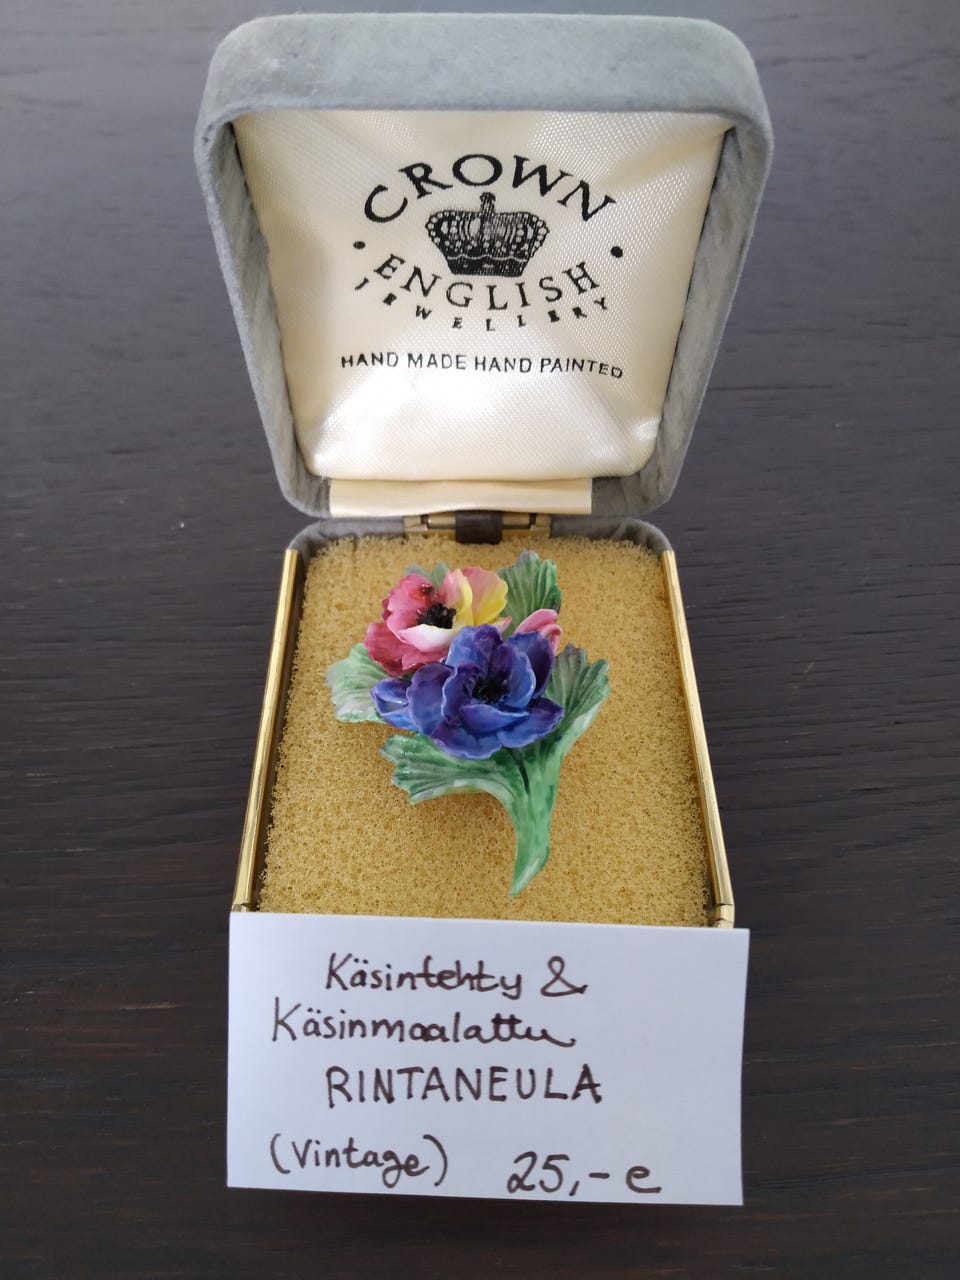 CROWN
ENGLISH
JEWELLERY
HAND MADE HAND PAINTED
Käsintehty &
Käsinmaalattu
RINTANEULA
(Vintage) 25,- e